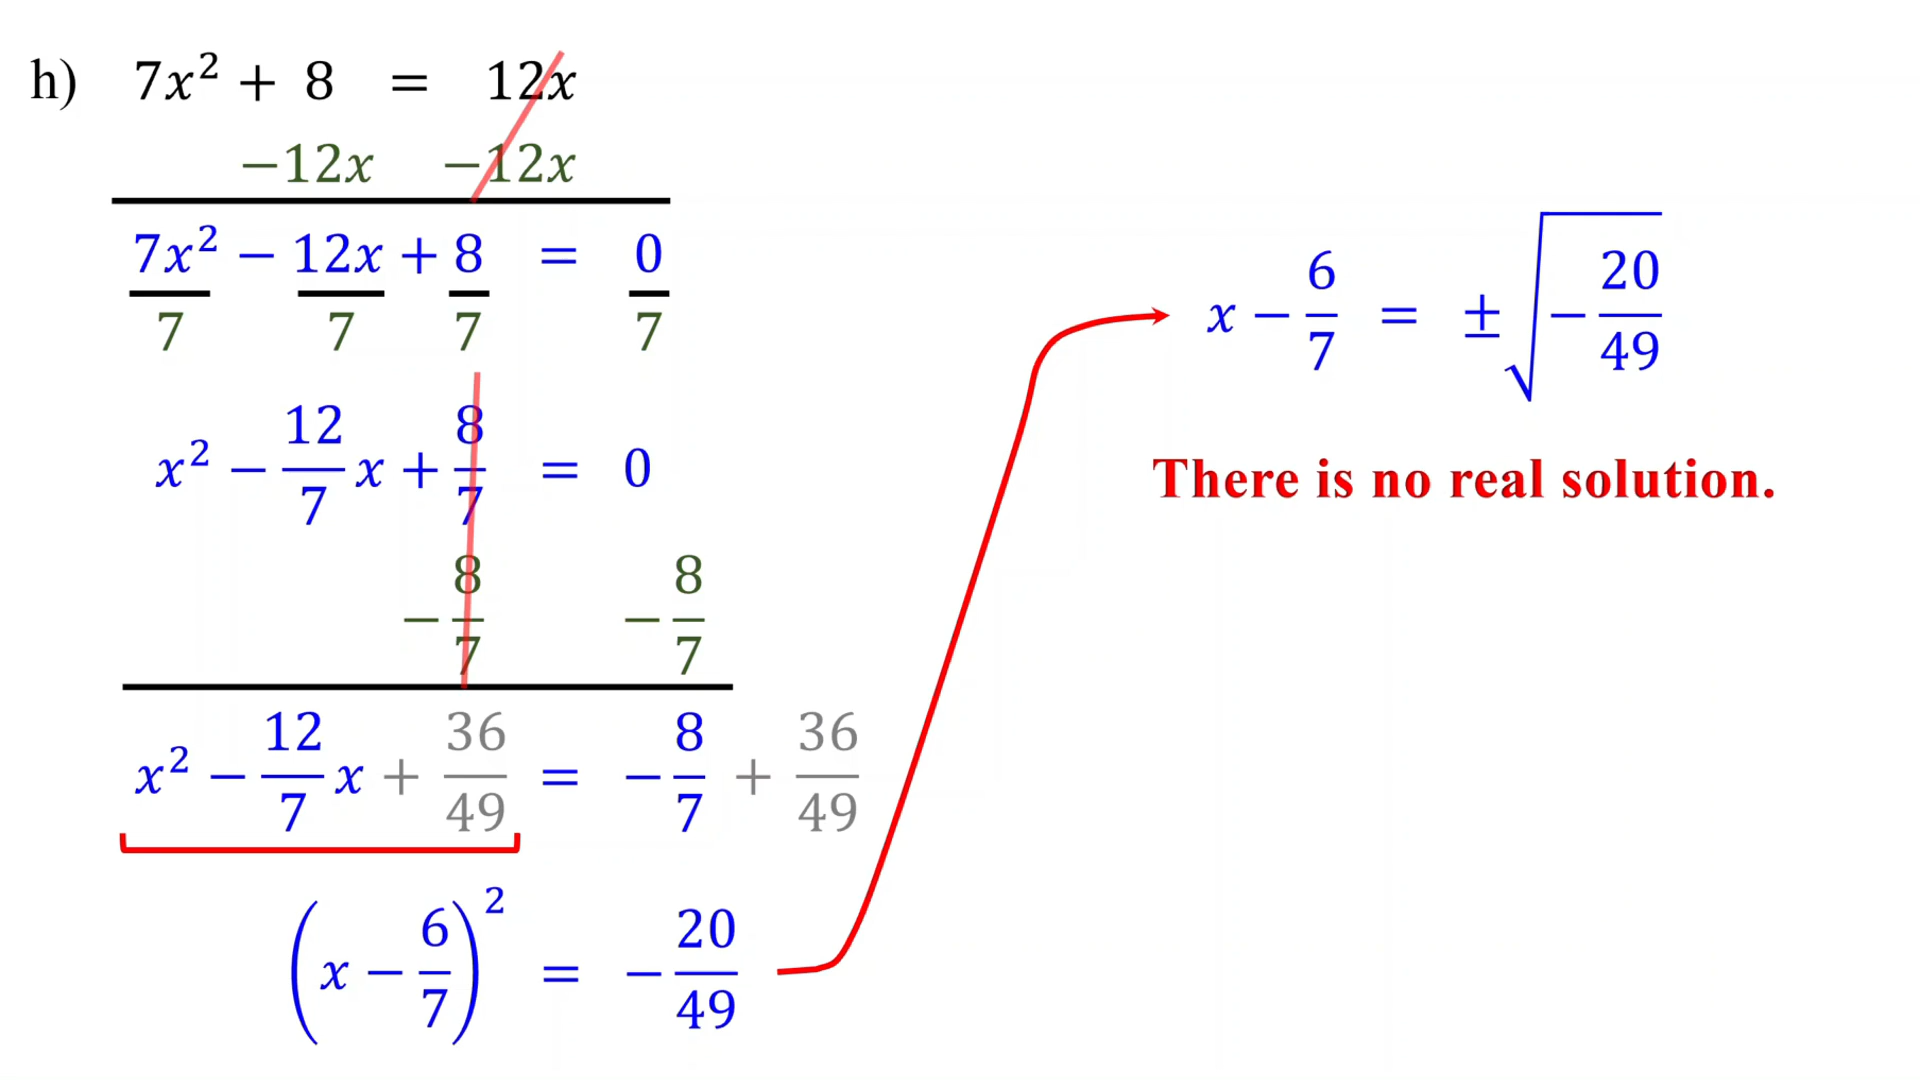 h) 7x² + 8 = 12x
−12x −12x
7x² − 12x + 8 = 0
7 7 7 7
x² − 12/7 x + 8/7 = 0
− 8/7 − 8/7
x² − 12/7 x + 36/49 = − 8/7 + 36/49
(x − 6/7)² = − 20/49
x − 6/7 = ±√(− 20/49)
There is no real solution.